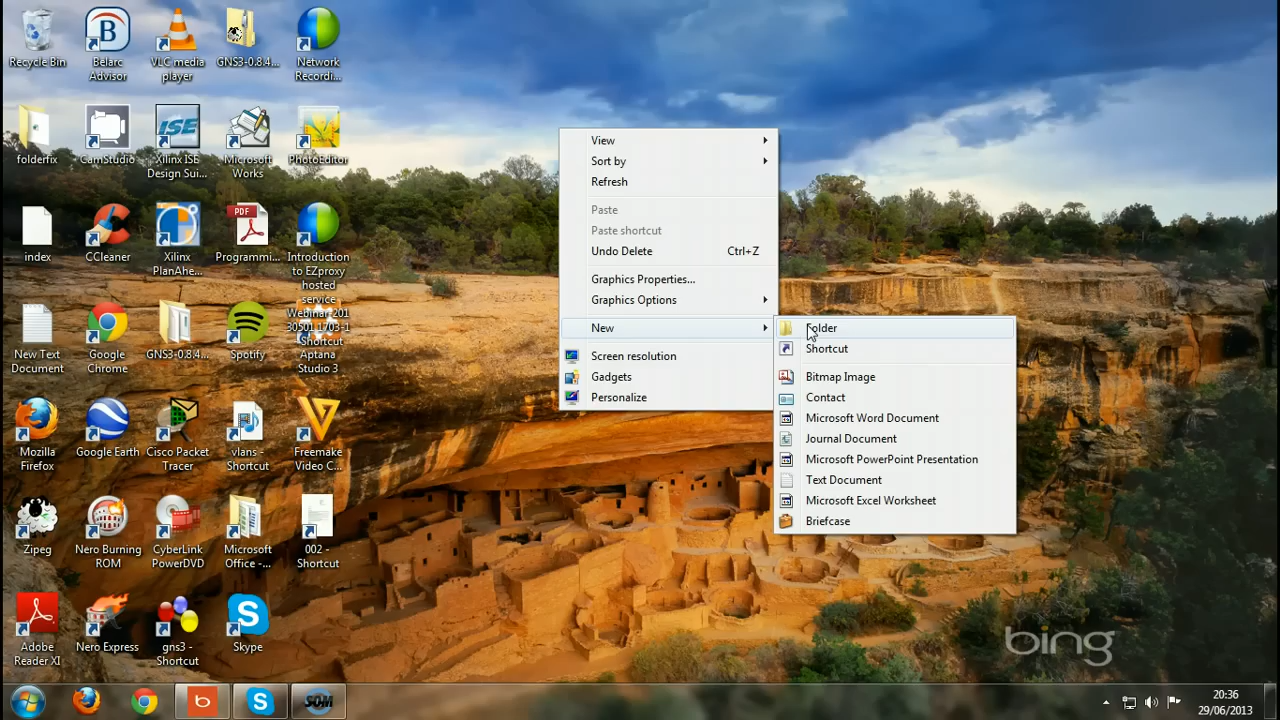 Recycle Bin
Belarc
Advisor
VLC media
player
GNS3-0.8.4...
Network
Recordi...
folderfix
CamStudio
ISE
Xilinx ISE
Design Sui...
Microsoft
Works
PhotoEditor
index
CCleaner
Xilinx
PlanAhe...
PDF
Programmi...
Introduction
to EZproxy
hosted
service
Webinar-201
30501 1703-1
- Shortcut
New Text
Document
Google
Chrome
GNS3-0.8.4...
Spotify
Aptana
Studio 3
Mozilla
Firefox
Google Earth
Cisco Packet
Tracer
vlans -
Shortcut
Freemake
Video C...
Zipeg
Nero Burning
ROM
CyberLink
PowerDVD
Microsoft
Office -...
002 -
Shortcut
Adobe
Reader XI
Nero Express
gns3 -
Shortcut
Skype
View
Sort by
Refresh
Paste
Paste shortcut
Undo Delete Ctrl+Z
Graphics Properties...
Graphics Options
New
Screen resolution
Gadgets
Personalize
Folder
Shortcut
Bitmap Image
Contact
Microsoft Word Document
Journal Document
Microsoft PowerPoint Presentation
Text Document
Microsoft Excel Worksheet
Briefcase
bing
b
SOM
20:36
29/06/2013